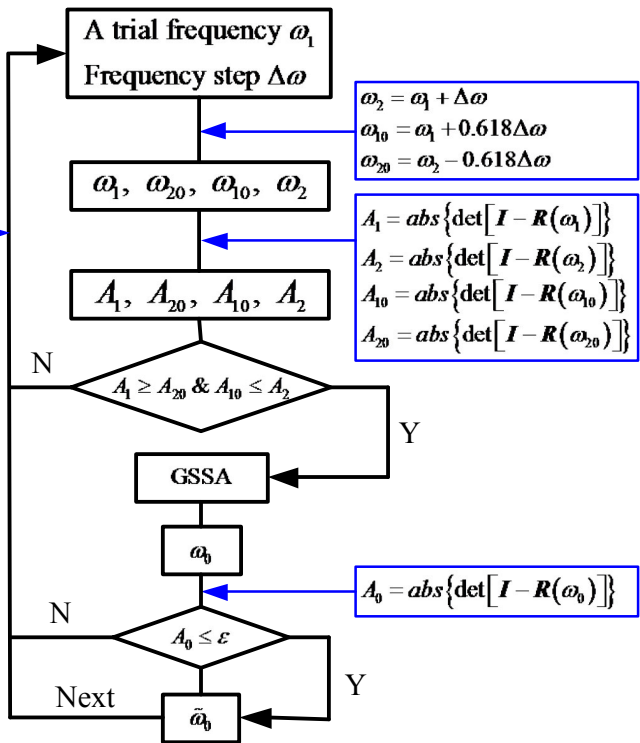 A trial frequency ω₁
Frequency step Δω
ω₂ = ω₁ + Δω
ω₁₀ = ω₁ + 0.618Δω
ω₂₀ = ω₂ − 0.618Δω
ω₁, ω₂₀, ω₁₀, ω₂
A₁ = abs{det[I − R(ω₁)]}
A₂ = abs{det[I − R(ω₂)]}
A₁₀ = abs{det[I − R(ω₁₀)]}
A₂₀ = abs{det[I − R(ω₂₀)]}
A₁, A₂₀, A₁₀, A₂
N
A₁ ≥ A₂₀ & A₁₀ ≤ A₂
Y
GSSA
ω₀
A₀ = abs{det[I − R(ω₀)]}
N
A₀ ≤ ε
Y
Next
ω̃₀